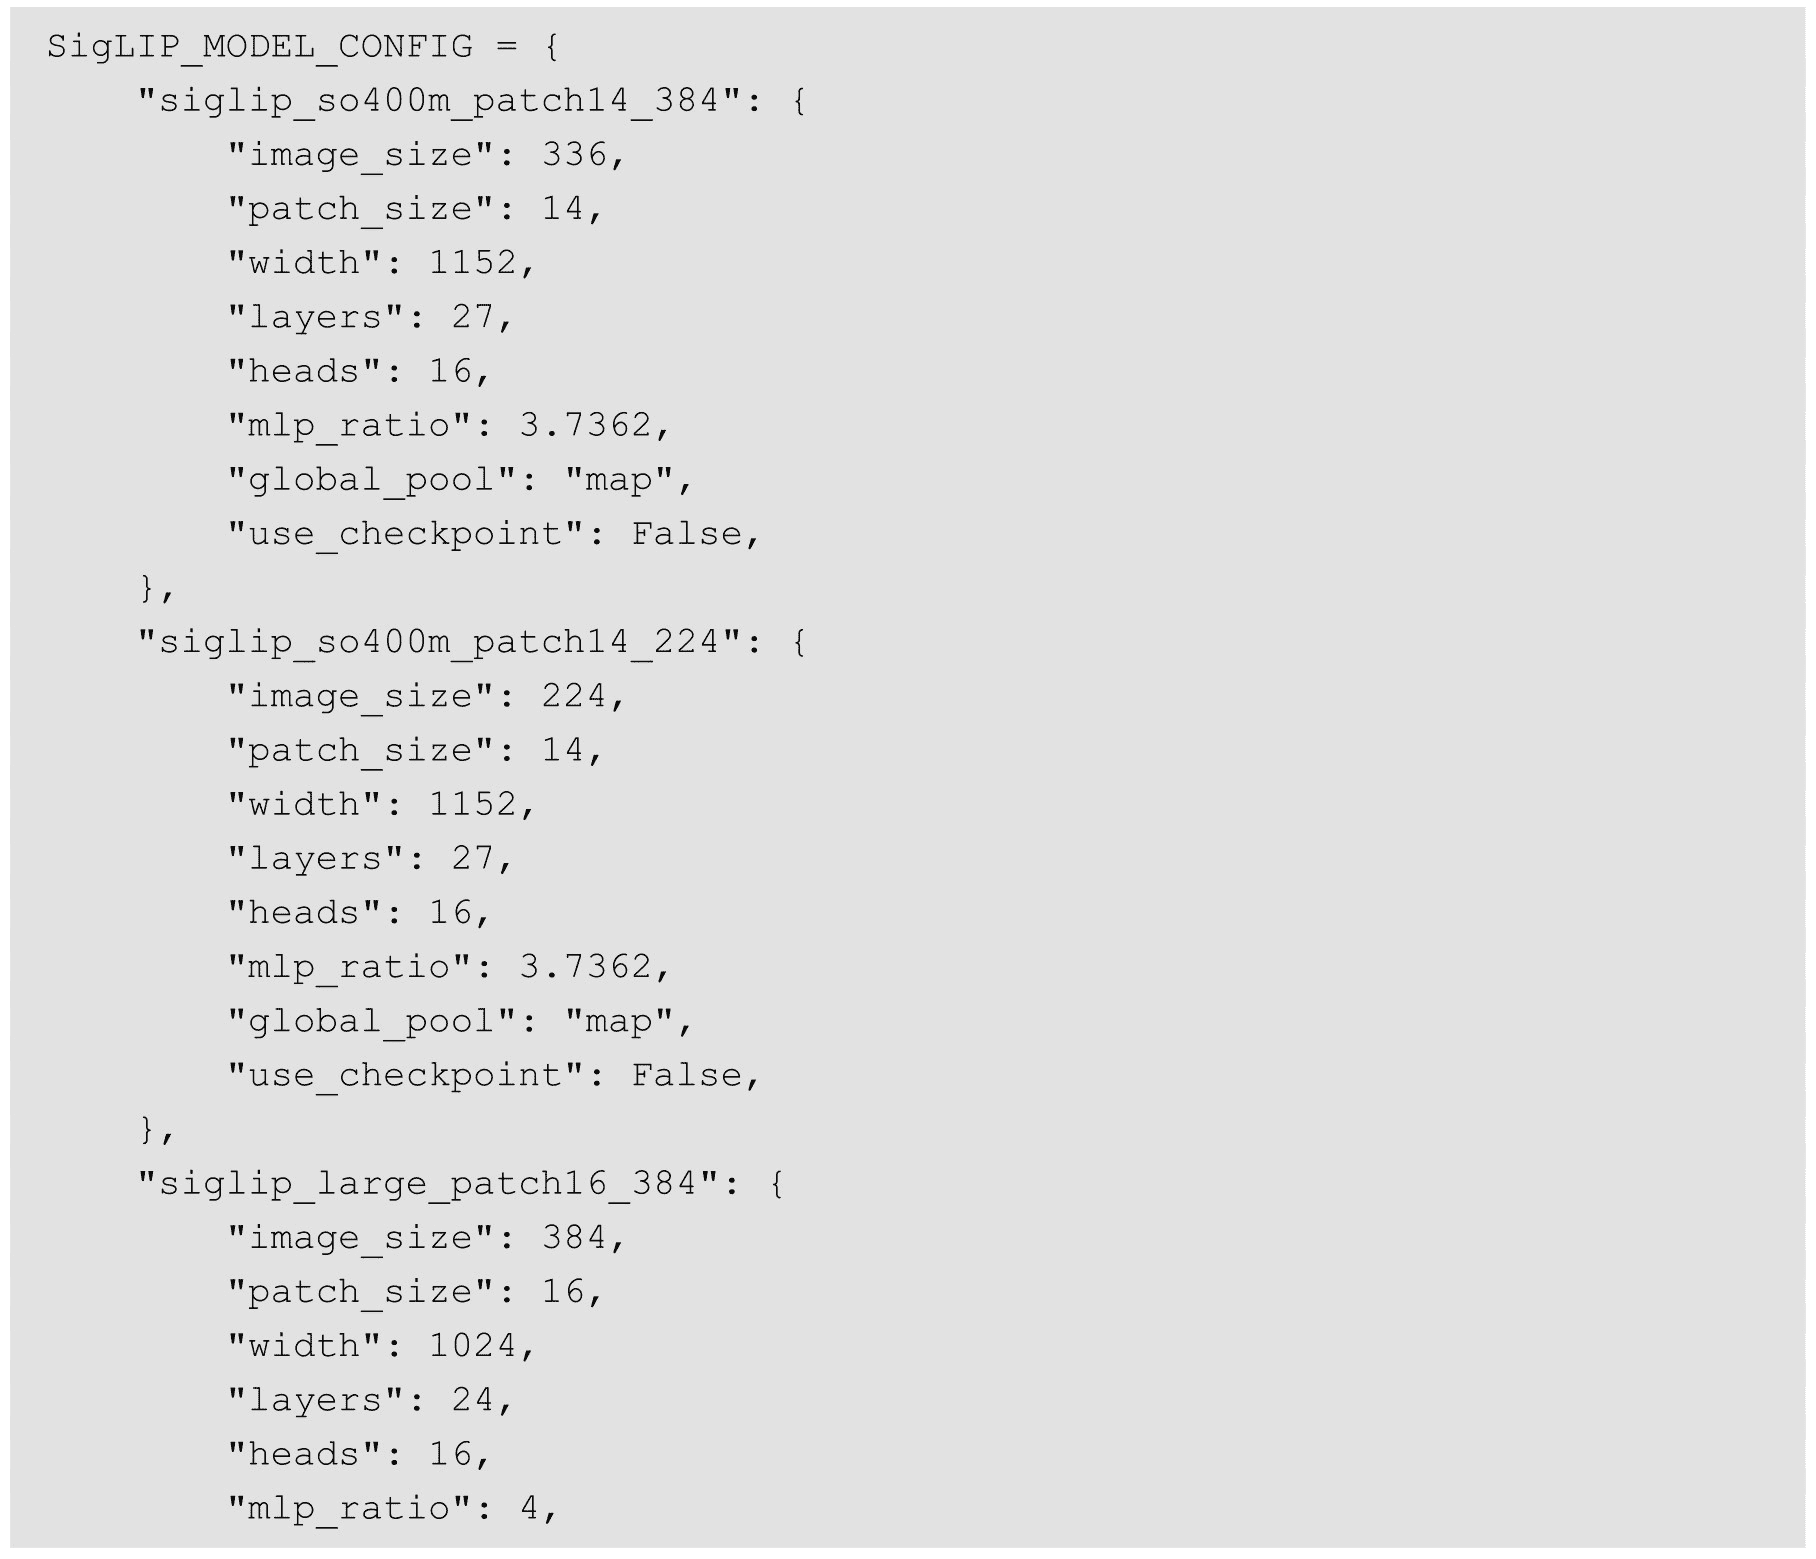 SigLIP_MODEL_CONFIG = {
    "siglip_so400m_patch14_384": {
        "image_size": 336,
        "patch_size": 14,
        "width": 1152,
        "layers": 27,
        "heads": 16,
        "mlp_ratio": 3.7362,
        "global_pool": "map",
        "use_checkpoint": False,
    },
    "siglip_so400m_patch14_224": {
        "image_size": 224,
        "patch_size": 14,
        "width": 1152,
        "layers": 27,
        "heads": 16,
        "mlp_ratio": 3.7362,
        "global_pool": "map",
        "use_checkpoint": False,
    },
    "siglip_large_patch16_384": {
        "image_size": 384,
        "patch_size": 16,
        "width": 1024,
        "layers": 24,
        "heads": 16,
        "mlp_ratio": 4,